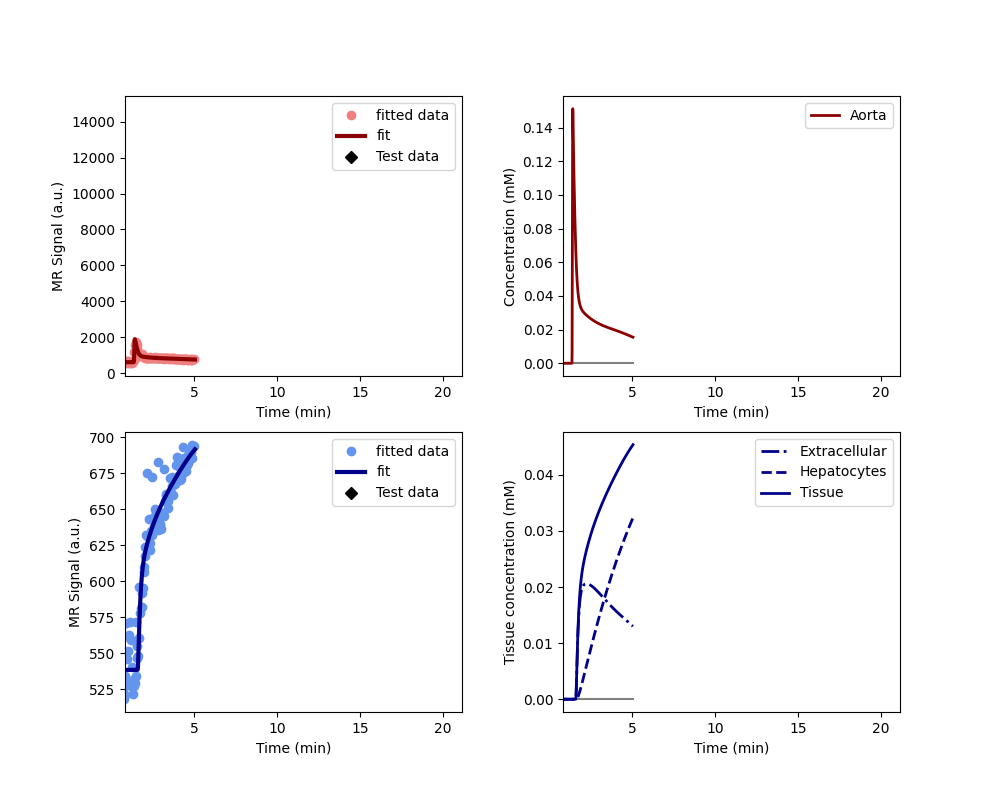 14000
12000
10000
8000
6000
4000
2000
0
MR Signal (a.u.)
fitted data
fit
Test data
5
10
15
20
Time (min)
0.14
0.12
0.10
0.08
0.06
0.04
0.02
0.00
Concentration (mM)
Aorta
5
10
15
20
Time (min)
700
675
650
625
600
575
550
525
MR Signal (a.u.)
fitted data
fit
Test data
5
10
15
20
Time (min)
0.04
0.03
0.02
0.01
0.00
Tissue concentration (mM)
Extracellular
Hepatocytes
Tissue
5
10
15
20
Time (min)